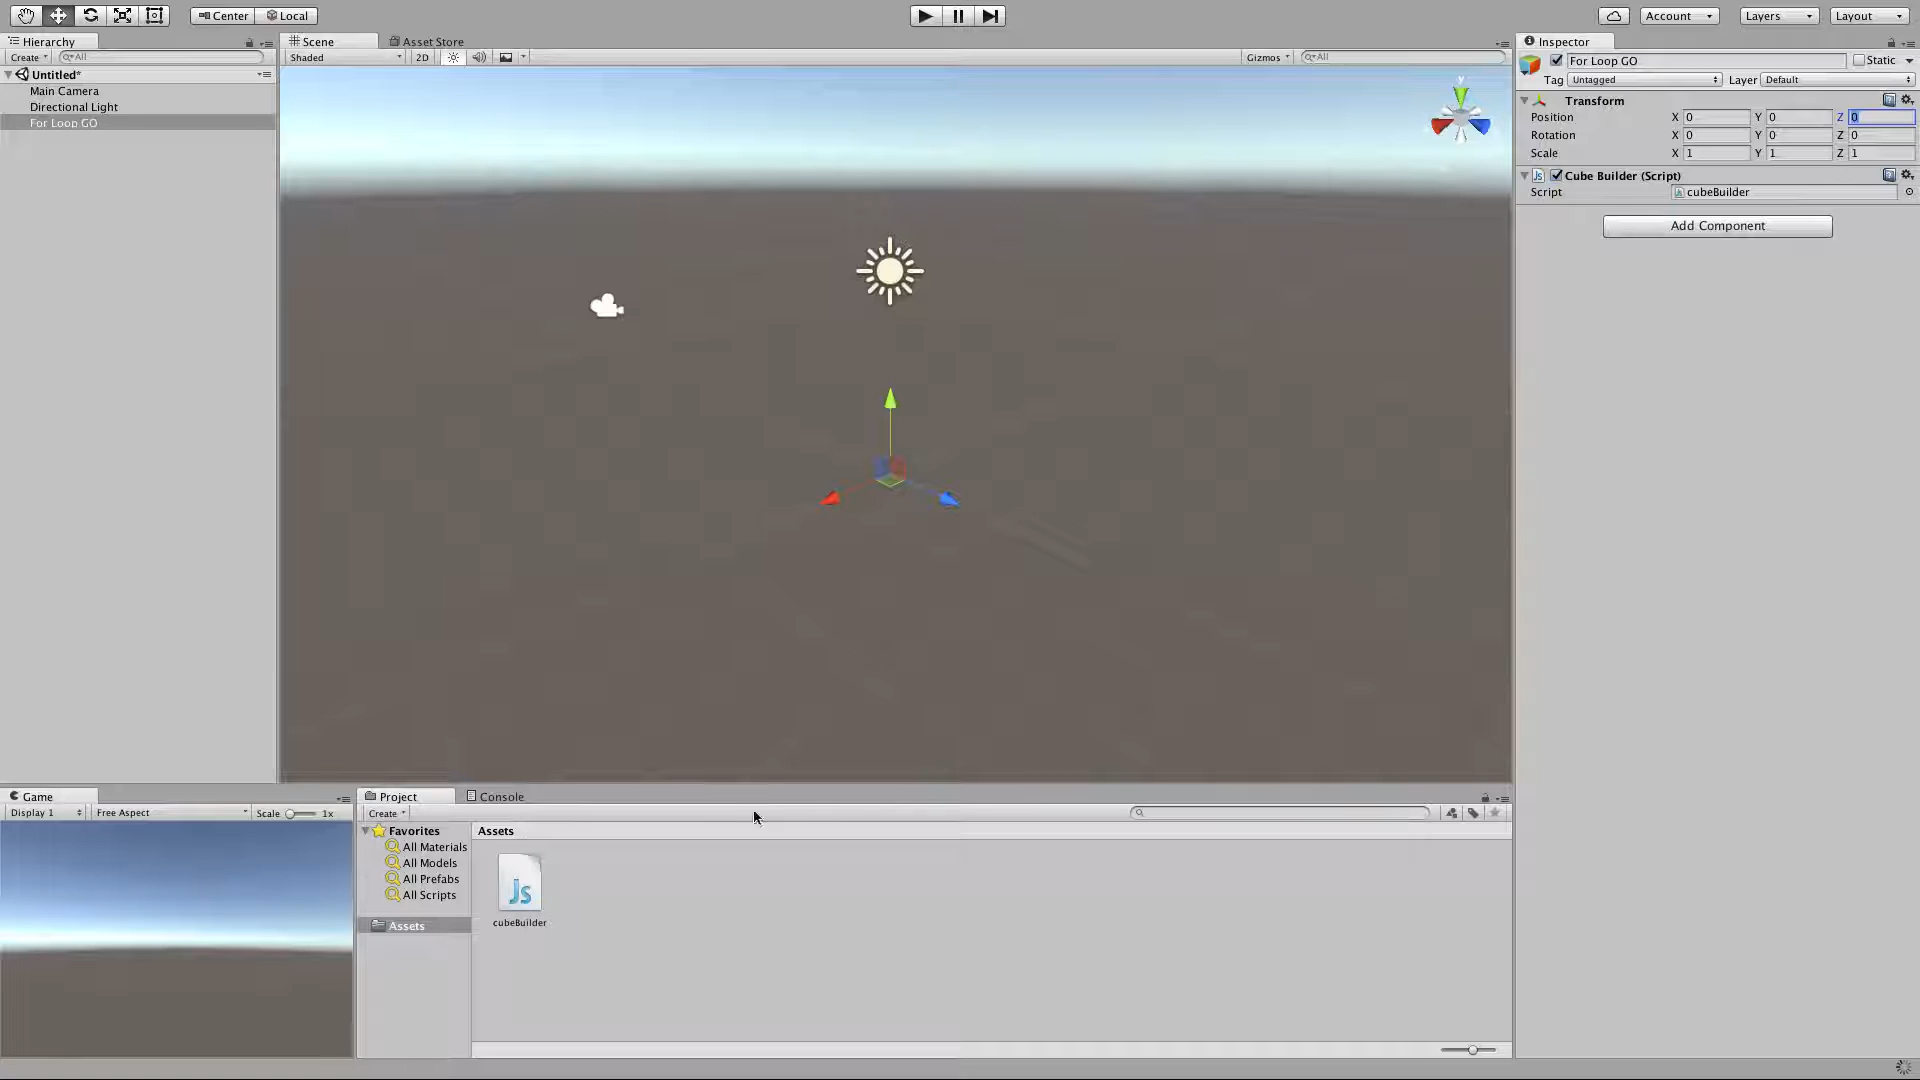 Center Local
Account Layers Layout
Hierarchy
Create All
Untitled*
Main Camera
Directional Light
For Loop GO
Scene Asset Store
Shaded 2D Gizmos All
y
Inspector
For Loop GO Static
Tag Untagged Layer Default
Transform
Position X 0 Y 0 Z 0
Rotation X 0 Y 0 Z 0
Scale X 1 Y 1 Z 1
Js Cube Builder (Script)
Script cubeBuilder
Add Component
Game
Display 1 Free Aspect Scale 1x
Project Console
Create
Favorites
All Materials
All Models
All Prefabs
All Scripts
Assets
Assets
Js
cubeBuilder